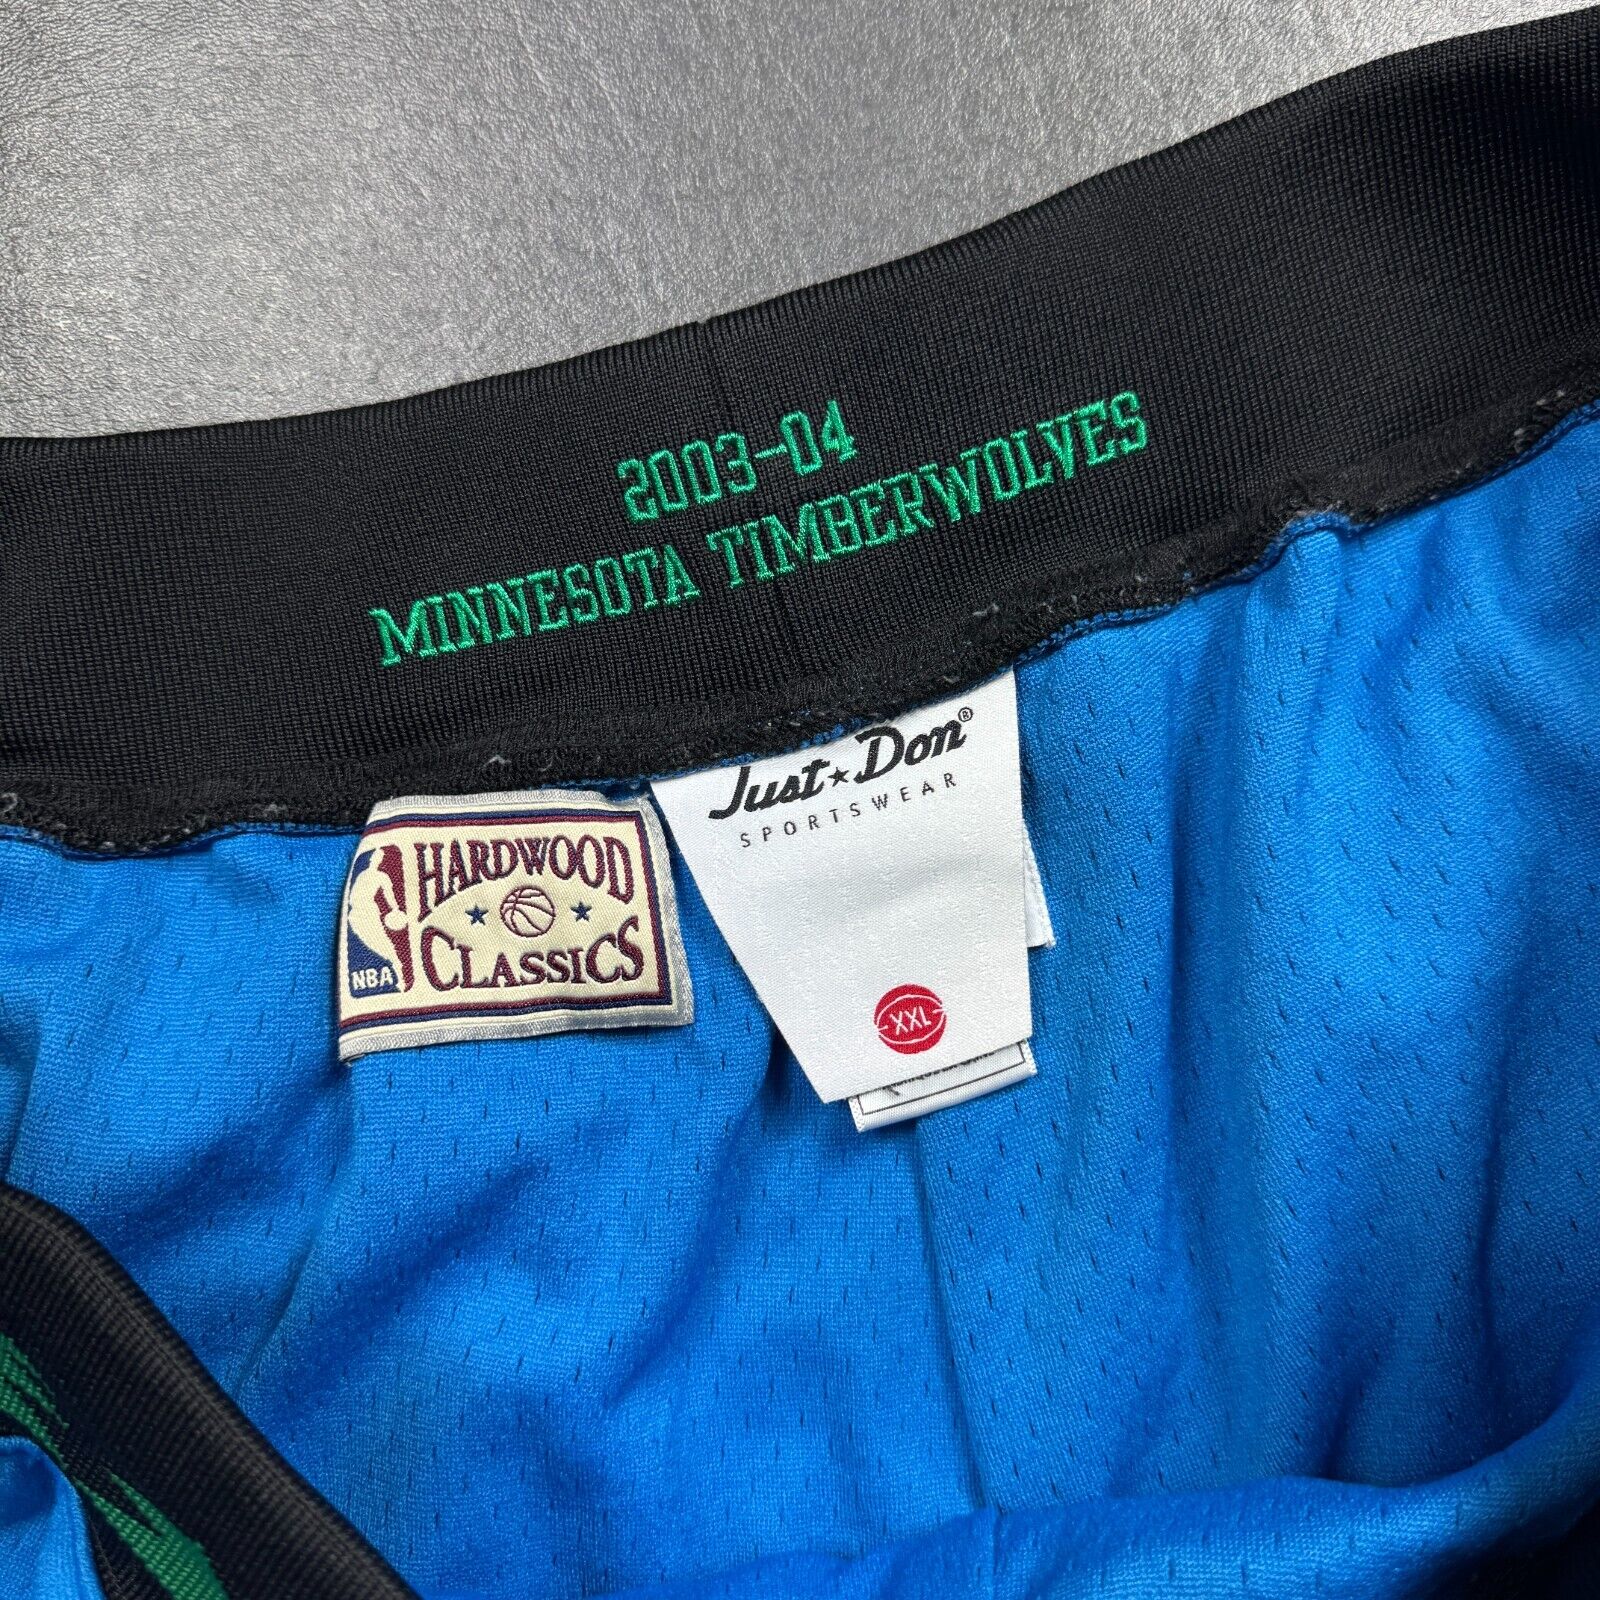 2003-04
MINNESOTA TIMBERWOLVES
Just★Don®
SPORTSWEAR
HARDWOOD
CLASSICS
NBA
XXL